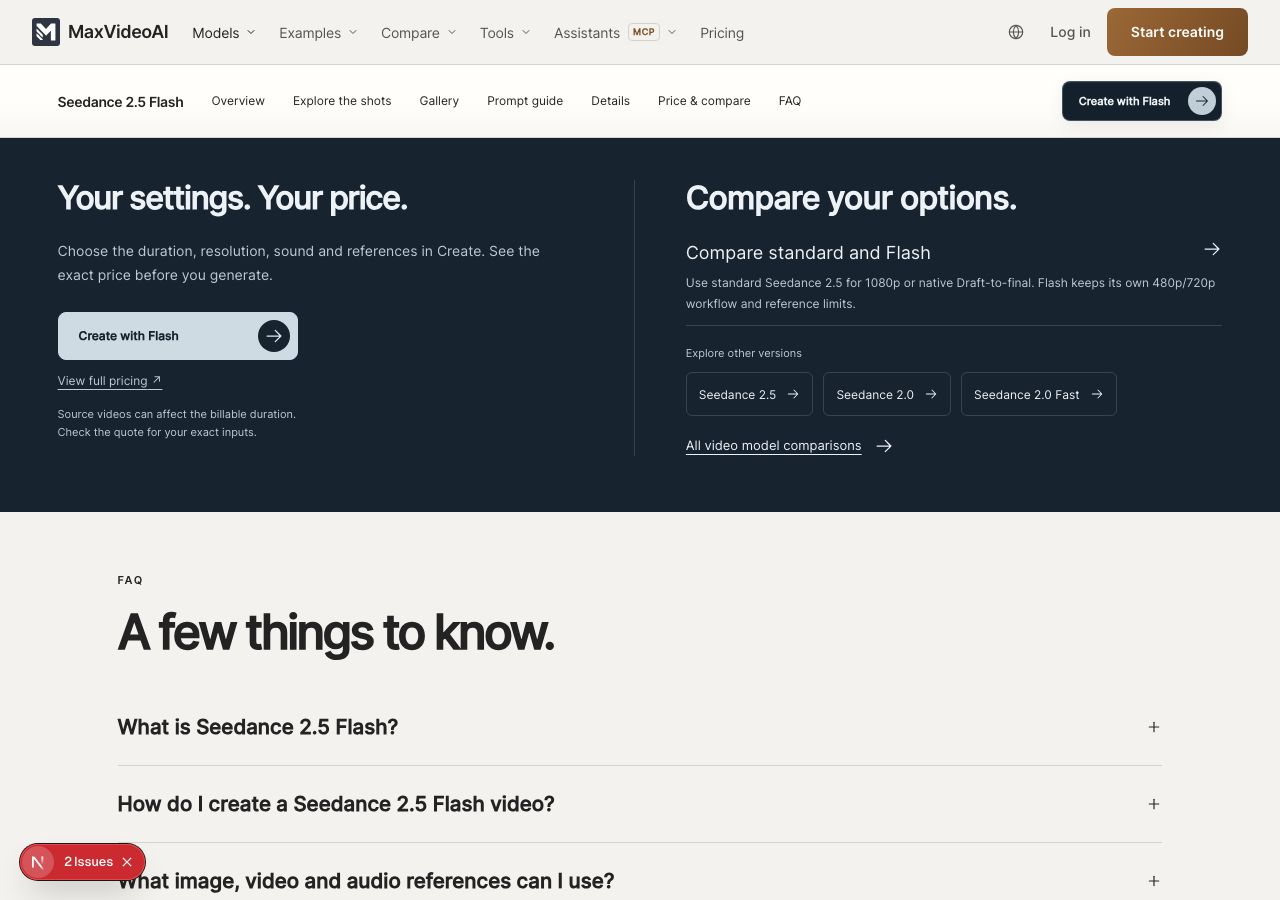 MaxVideoAI
Models
Examples
Compare
Tools
Assistants MCP
Pricing
Log in
Start creating
Seedance 2.5 Flash
Overview
Explore the shots
Gallery
Prompt guide
Details
Price & compare
FAQ
Create with Flash
Your settings. Your price.
Choose the duration, resolution, sound and references in Create. See the
exact price before you generate.
Create with Flash
View full pricing ↗
Source videos can affect the billable duration.
Check the quote for your exact inputs.
Compare your options.
Compare standard and Flash
Use standard Seedance 2.5 for 1080p or native Draft-to-final. Flash keeps its own 480p/720p
workflow and reference limits.
Explore other versions
Seedance 2.5
Seedance 2.0
Seedance 2.0 Fast
All video model comparisons
FAQ
A few things to know.
What is Seedance 2.5 Flash?
How do I create a Seedance 2.5 Flash video?
What image, video and audio references can I use?
2 Issues